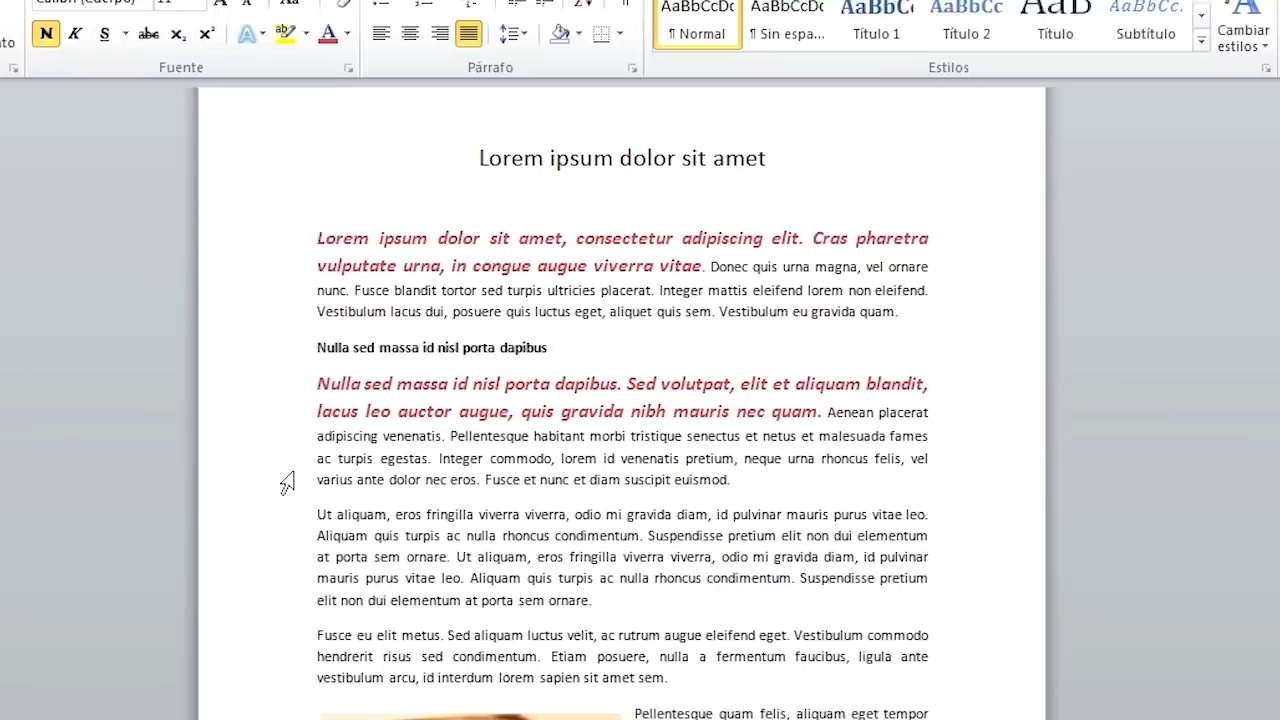 11
N K S abc x₂ x² A ab A
AaBbCcDc AaBbCcDc AaBbC AaBbCc AaB AaBbCc.
¶ Normal ¶ Sin espa... Título 1 Título 2 Título Subtítulo
Cambiar
estilos
Fuente Párrafo Estilos
Lorem ipsum dolor sit amet
Lorem ipsum dolor sit amet, consectetur adipiscing elit. Cras pharetra
vulputate urna, in congue augue viverra vitae. Donec quis urna magna, vel ornare
nunc. Fusce blandit tortor sed turpis ultricies placerat. Integer mattis eleifend lorem non eleifend.
Vestibulum lacus dui, posuere quis luctus eget, aliquet quis sem. Vestibulum eu gravida quam.
Nulla sed massa id nisl porta dapibus
Nulla sed massa id nisl porta dapibus. Sed volutpat, elit et aliquam blandit,
lacus leo auctor augue, quis gravida nibh mauris nec quam. Aenean placerat
adipiscing venenatis. Pellentesque habitant morbi tristique senectus et netus et malesuada fames
ac turpis egestas. Integer commodo, lorem id venenatis pretium, neque urna rhoncus felis, vel
varius ante dolor nec eros. Fusce et nunc et diam suscipit euismod.
Ut aliquam, eros fringilla viverra viverra, odio mi gravida diam, id pulvinar mauris purus vitae leo.
Aliquam quis turpis ac nulla rhoncus condimentum. Suspendisse pretium elit non dui elementum
at porta sem ornare. Ut aliquam, eros fringilla viverra viverra, odio mi gravida diam, id pulvinar
mauris purus vitae leo. Aliquam quis turpis ac nulla rhoncus condimentum. Suspendisse pretium
elit non dui elementum at porta sem ornare.
Fusce eu elit metus. Sed aliquam luctus velit, ac rutrum augue eleifend eget. Vestibulum commodo
hendrerit risus sed condimentum. Etiam posuere, nulla a fermentum faucibus, ligula ante
vestibulum arcu, id interdum lorem sapien sit amet sem.
Pellentesque quam felis, aliquam eget tempor